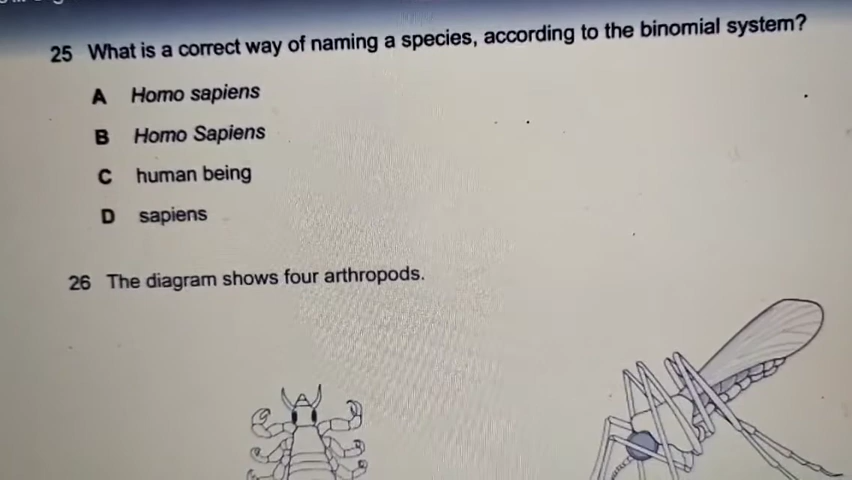 25 What is a correct way of naming a species, according to the binomial system?
A Homo sapiens
B Homo Sapiens
C human being
D sapiens
26 The diagram shows four arthropods.